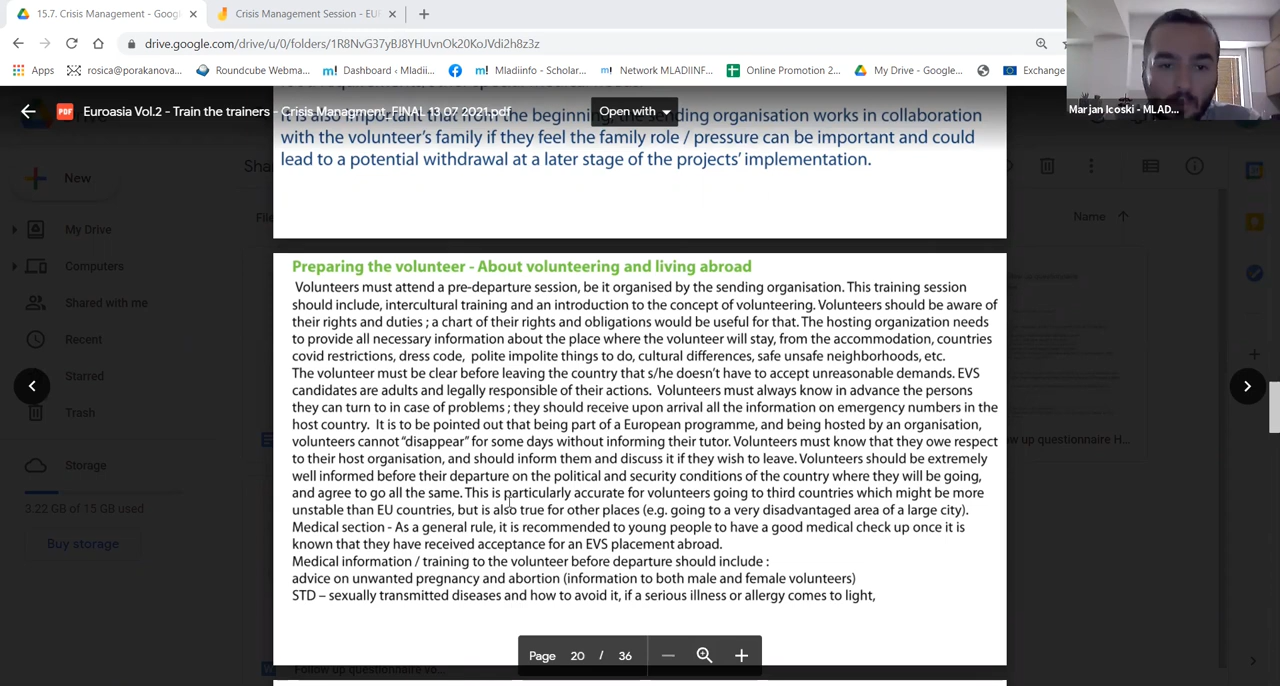 15.7. Crisis Management - Goog
Crisis Management Session - EUF
drive.google.com/drive/u/0/folders/1R8NvG37yBJ8YHUvnOk20KoJVdi2h8z3z
Apps
rosica@porakanova...
Roundcube Webma...
Dashboard ‹ Mladii...
Mladiinfo - Scholar...
Network MLADIINF...
Online Promotion 2...
My Drive - Google...
Exchange
Marjan Icoski - MLAD...
Euroasia Vol.2 - Train the trainers - Crisis Managment_FINAL 13 07 2021.pdf
Open with
the beginning, the sending organisation works in collaboration
with the volunteer's family if they feel the family role / pressure can be important and could
lead to a potential withdrawal at a later stage of the projects' implementation.
New
Shar
My Drive
Computers
Shared with me
Recent
Starred
Trash
Storage
3.22 GB of 15 GB used
Buy storage
Name
Preparing the volunteer - About volunteering and living abroad
Volunteers must attend a pre-departure session, be it organised by the sending organisation. This training session
should include, intercultural training and an introduction to the concept of volunteering. Volunteers should be aware of
their rights and duties ; a chart of their rights and obligations would be useful for that. The hosting organization needs
to provide all necessary information about the place where the volunteer will stay, from the accommodation, countries
covid restrictions, dress code, polite impolite things to do, cultural differences, safe unsafe neighborhoods, etc.
The volunteer must be clear before leaving the country that s/he doesn't have to accept unreasonable demands. EVS
candidates are adults and legally responsible of their actions. Volunteers must always know in advance the persons
they can turn to in case of problems ; they should receive upon arrival all the information on emergency numbers in the
host country. It is to be pointed out that being part of a European programme, and being hosted by an organisation,
volunteers cannot "disappear" for some days without informing their tutor. Volunteers must know that they owe respect
to their host organisation, and should inform them and discuss it if they wish to leave. Volunteers should be extremely
well informed before their departure on the political and security conditions of the country where they will be going,
and agree to go all the same. This is particularly accurate for volunteers going to third countries which might be more
unstable than EU countries, but is also true for other places (e.g. going to a very disadvantaged area of a large city).
Medical section - As a general rule, it is recommended to young people to have a good medical check up once it is
known that they have received acceptance for an EVS placement abroad.
Medical information / training to the volunteer before departure should include :
advice on unwanted pregnancy and abortion (information to both male and female volunteers)
STD – sexually transmitted diseases and how to avoid it, if a serious illness or allergy comes to light,
ow up questionnaire H...
Follow up questionnaire vo...
Page 20 / 36